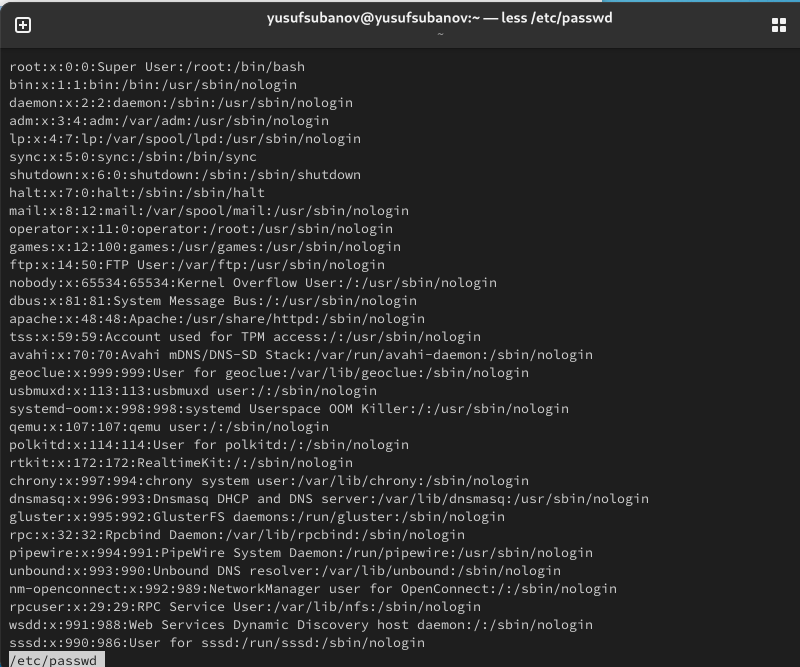 yusufsubanov@yusufsubanov:~ — less /etc/passwd
~
root:x:0:0:Super User:/root:/bin/bash
bin:x:1:1:bin:/bin:/usr/sbin/nologin
daemon:x:2:2:daemon:/sbin:/usr/sbin/nologin
adm:x:3:4:adm:/var/adm:/usr/sbin/nologin
lp:x:4:7:lp:/var/spool/lpd:/usr/sbin/nologin
sync:x:5:0:sync:/sbin:/bin/sync
shutdown:x:6:0:shutdown:/sbin:/sbin/shutdown
halt:x:7:0:halt:/sbin:/sbin/halt
mail:x:8:12:mail:/var/spool/mail:/usr/sbin/nologin
operator:x:11:0:operator:/root:/usr/sbin/nologin
games:x:12:100:games:/usr/games:/usr/sbin/nologin
ftp:x:14:50:FTP User:/var/ftp:/usr/sbin/nologin
nobody:x:65534:65534:Kernel Overflow User:/:/usr/sbin/nologin
dbus:x:81:81:System Message Bus:/:/usr/sbin/nologin
apache:x:48:48:Apache:/usr/share/httpd:/sbin/nologin
tss:x:59:59:Account used for TPM access:/:/usr/sbin/nologin
avahi:x:70:70:Avahi mDNS/DNS-SD Stack:/var/run/avahi-daemon:/sbin/nologin
geoclue:x:999:999:User for geoclue:/var/lib/geoclue:/sbin/nologin
usbmuxd:x:113:113:usbmuxd user:/:/sbin/nologin
systemd-oom:x:998:998:systemd Userspace OOM Killer:/:/usr/sbin/nologin
qemu:x:107:107:qemu user:/:/sbin/nologin
polkitd:x:114:114:User for polkitd:/:/sbin/nologin
rtkit:x:172:172:RealtimeKit:/:/sbin/nologin
chrony:x:997:994:chrony system user:/var/lib/chrony:/sbin/nologin
dnsmasq:x:996:993:Dnsmasq DHCP and DNS server:/var/lib/dnsmasq:/usr/sbin/nologin
gluster:x:995:992:GlusterFS daemons:/run/gluster:/sbin/nologin
rpc:x:32:32:Rpcbind Daemon:/var/lib/rpcbind:/sbin/nologin
pipewire:x:994:991:PipeWire System Daemon:/run/pipewire:/usr/sbin/nologin
unbound:x:993:990:Unbound DNS resolver:/var/lib/unbound:/sbin/nologin
nm-openconnect:x:992:989:NetworkManager user for OpenConnect:/:/sbin/nologin
rpcuser:x:29:29:RPC Service User:/var/lib/nfs:/sbin/nologin
wsdd:x:991:988:Web Services Dynamic Discovery host daemon:/:/sbin/nologin
sssd:x:990:986:User for sssd:/run/sssd:/sbin/nologin
/etc/passwd